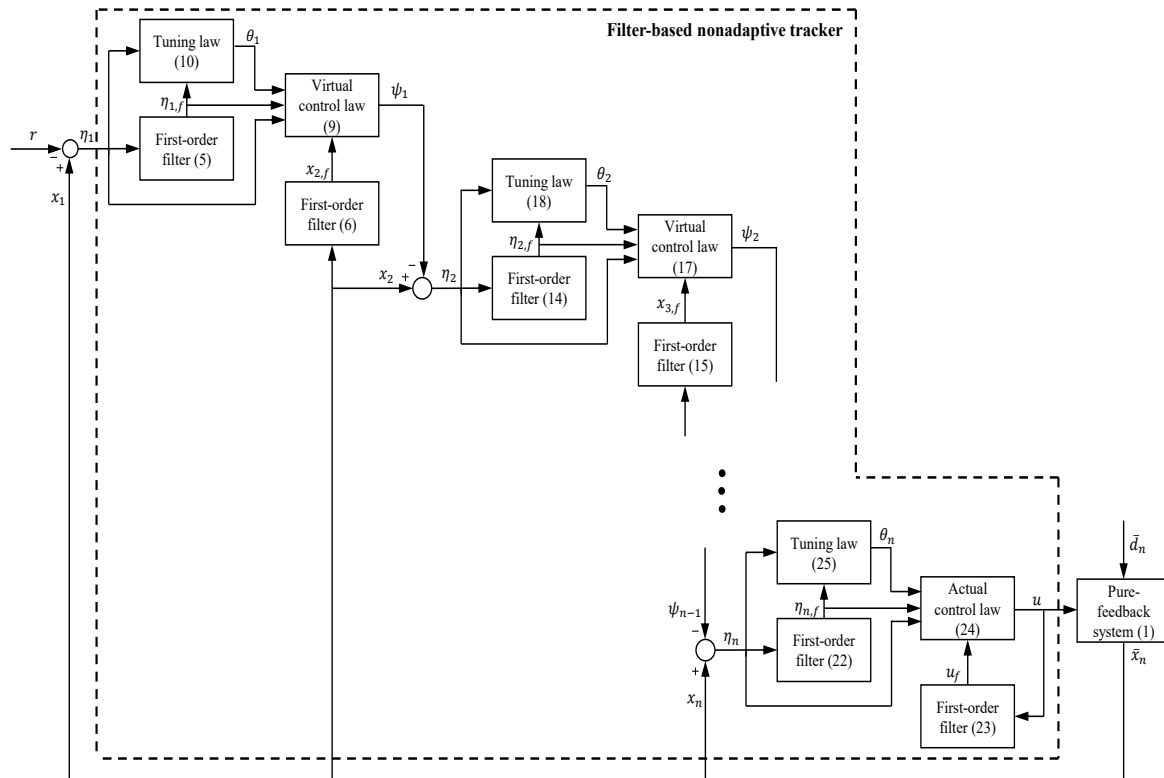 Filter-based nonadaptive tracker
Tuning law
(10)
θ₁
η₁,f
Virtual
control law
(9)
ψ₁
r
−
+
η₁
First-order
filter (5)
x₁
x₂,f
First-order
filter (6)
Tuning law
(18)
θ₂
η₂,f
Virtual
control law
(17)
ψ₂
x₂
−
+
η₂
First-order
filter (14)
x₃,f
First-order
filter (15)
Tuning law
(25)
θₙ
ηₙ,f
Actual
control law
(24)
u
d̄ₙ
Pure-
feedback
system (1)
x̄ₙ
ψₙ₋₁
−
+
ηₙ
First-order
filter (22)
xₙ
u_f
First-order
filter (23)